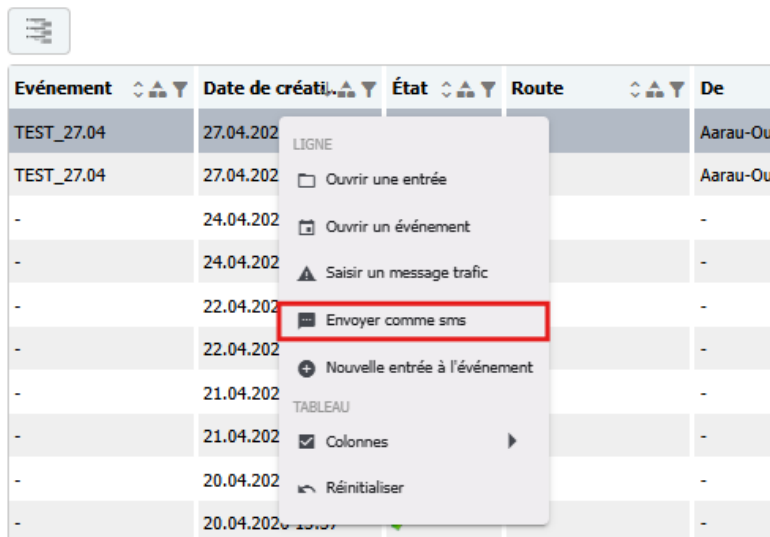 Evénement Date de créati... État Route De
TEST_27.04 27.04.202 Aarau-Ou
LIGNE
TEST_27.04 27.04.202 Ouvrir une entrée Aarau-Ou
- 24.04.202 Ouvrir un événement -
- 24.04.202 Saisir un message trafic -
- 22.04.202 Envoyer comme sms -
- 22.04.202 Nouvelle entrée à l'événement -
- 21.04.202 TABLEAU -
- 21.04.202 Colonnes -
- 20.04.202 Réinitialiser -
- 20.04.2020 -